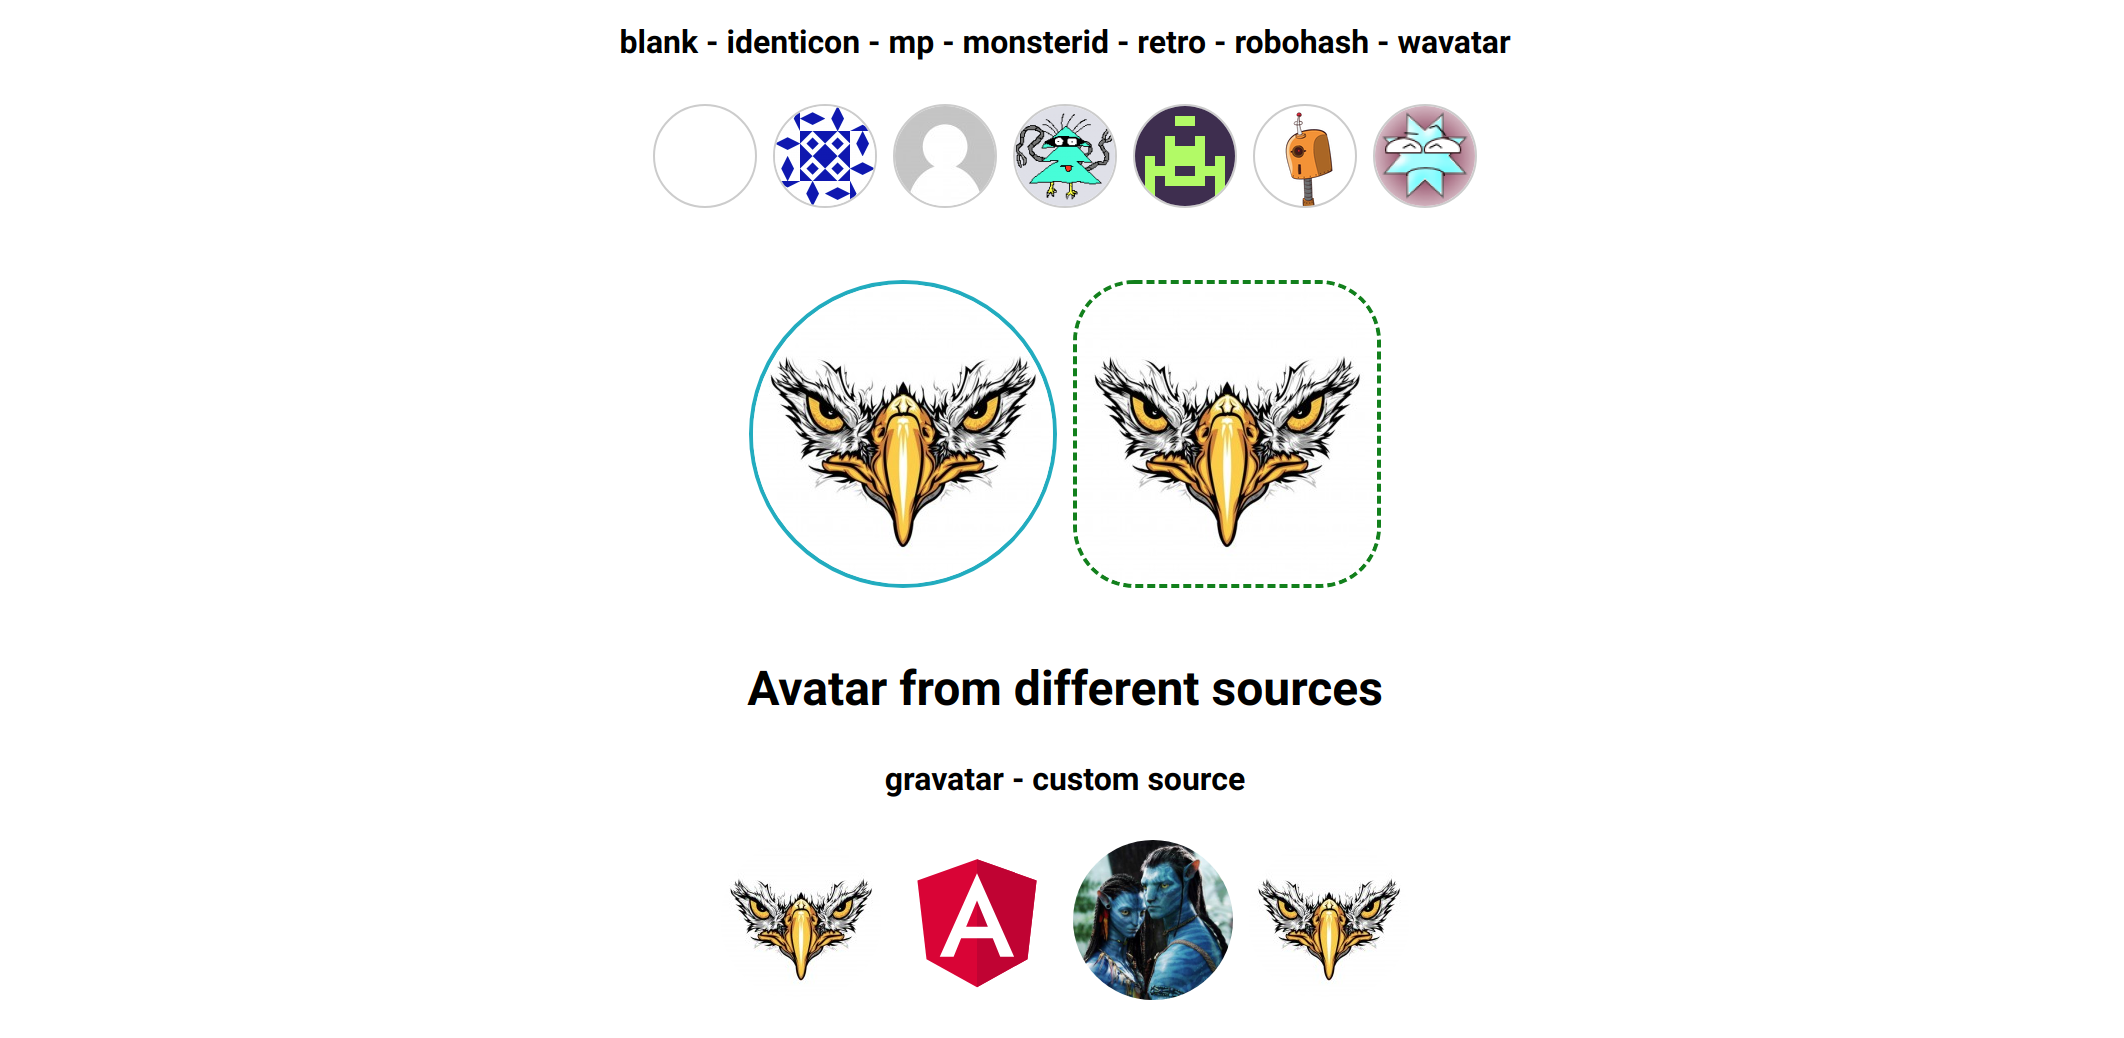 blank - identicon - mp - monsterid - retro - robohash - wavatar
Avatar from different sources
gravatar - custom source
A